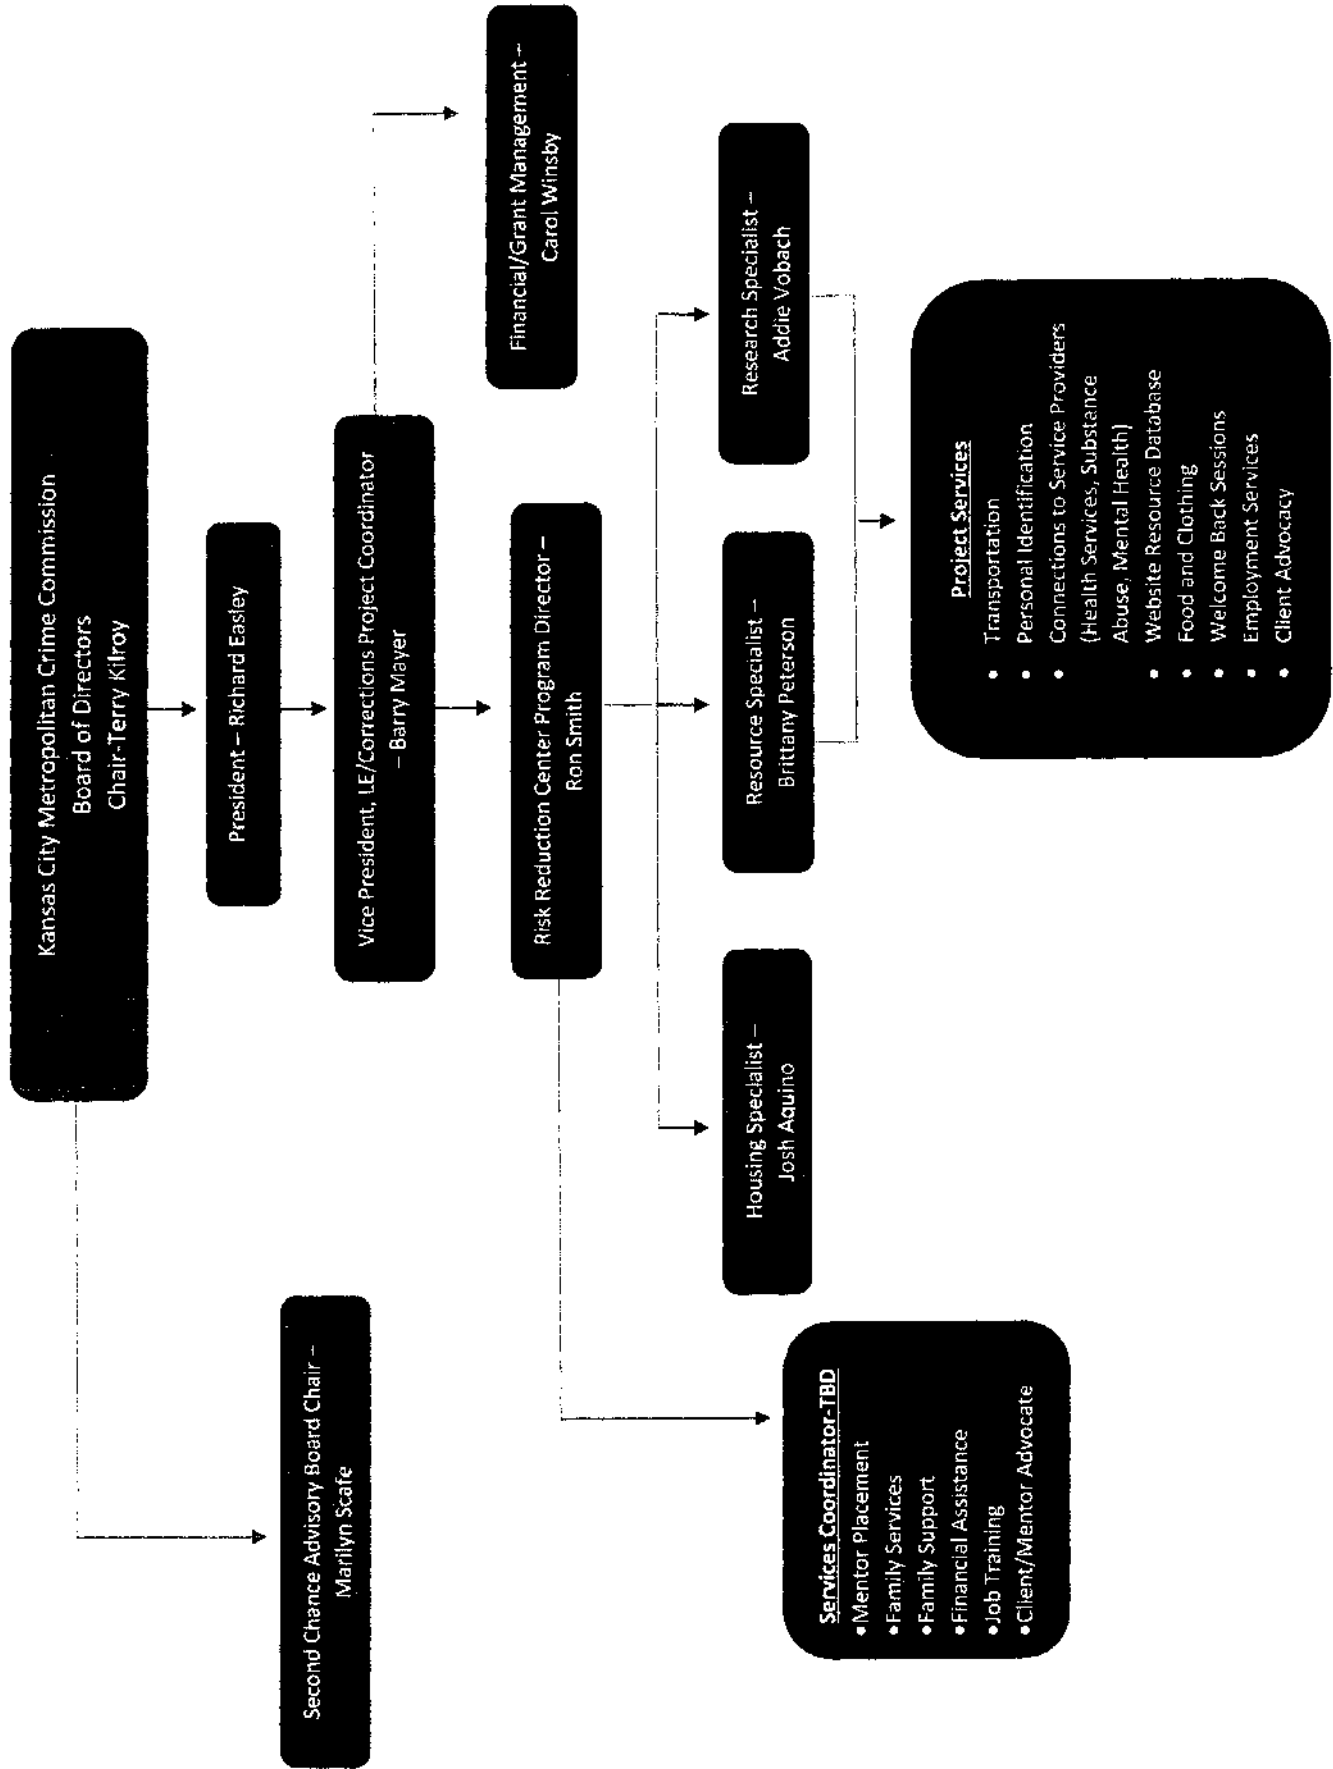 Kansas City Metropolitan Crime Commission
Board of Directors
Chair-Terry Kilroy
President – Richard Easley
Second Chance Advisory Board Chair –
Marilyn Scafe
Vice President, LE/Corrections Project Coordinator
– Barry Mayer
Financial/Grant Management –
Carol Winsby
Risk Reduction Center Program Director –
Ron Smith
Housing Specialist –
Josh Aquino
Resource Specialist –
Brittany Peterson
Research Specialist –
Addie Vobach
Services Coordinator-TBD
•Mentor Placement
•Family Services
•Family Support
•Financial Assistance
•Job Training
•Client/Mentor Advocate
Project Services
• Transportation
• Personal Identification
• Connections to Service Providers
(Health Services, Substance
Abuse, Mental Health)
• Website Resource Database
• Food and Clothing
• Welcome Back Sessions
• Employment Services
• Client Advocacy